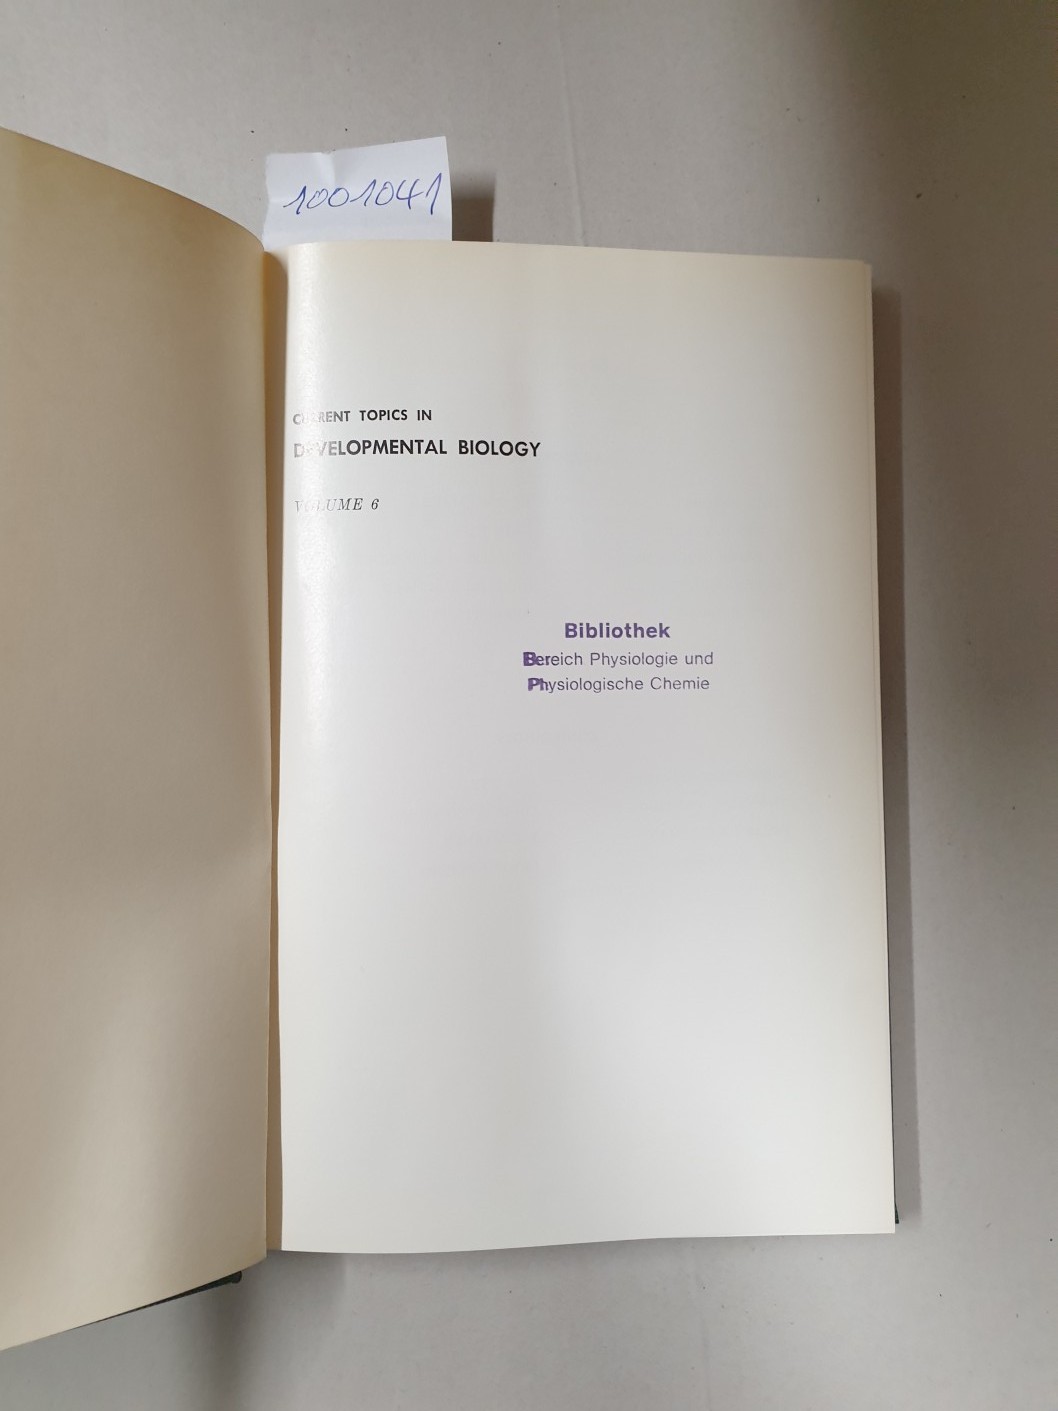 1001041
CURRENT TOPICS IN
DEVELOPMENTAL BIOLOGY
VOLUME 6
Bibliothek
Bereich Physiologie und
Physiologische Chemie